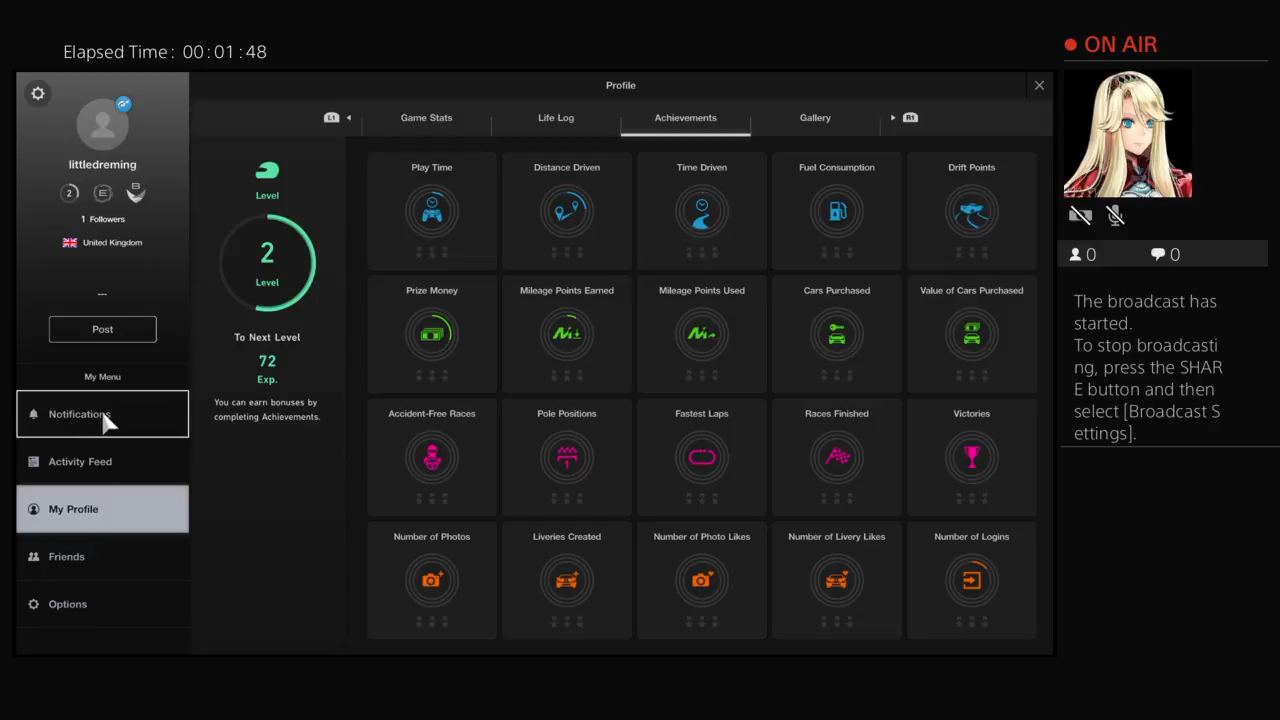 Elapsed Time: 00:01:48
ON AIR
Profile
L1
Game Stats
Life Log
Achievements
Gallery
R1
littledreming
2
E
1 Followers
United Kingdom
---
Post
My Menu
Notifications
Activity Feed
My Profile
Friends
Options
Level
2
Level
To Next Level
72
Exp.
You can earn bonuses by
completing Achievements.
Play Time
Distance Driven
Time Driven
Fuel Consumption
Drift Points
Prize Money
Mileage Points Earned
Mileage Points Used
Cars Purchased
Value of Cars Purchased
Accident-Free Races
Pole Positions
Fastest Laps
Races Finished
Victories
1
Number of Photos
Liveries Created
Number of Photo Likes
Number of Livery Likes
Number of Logins
0
0
The broadcast has
started.
To stop broadcasti
ng, press the SHAR
E button and then
select [Broadcast S
ettings].